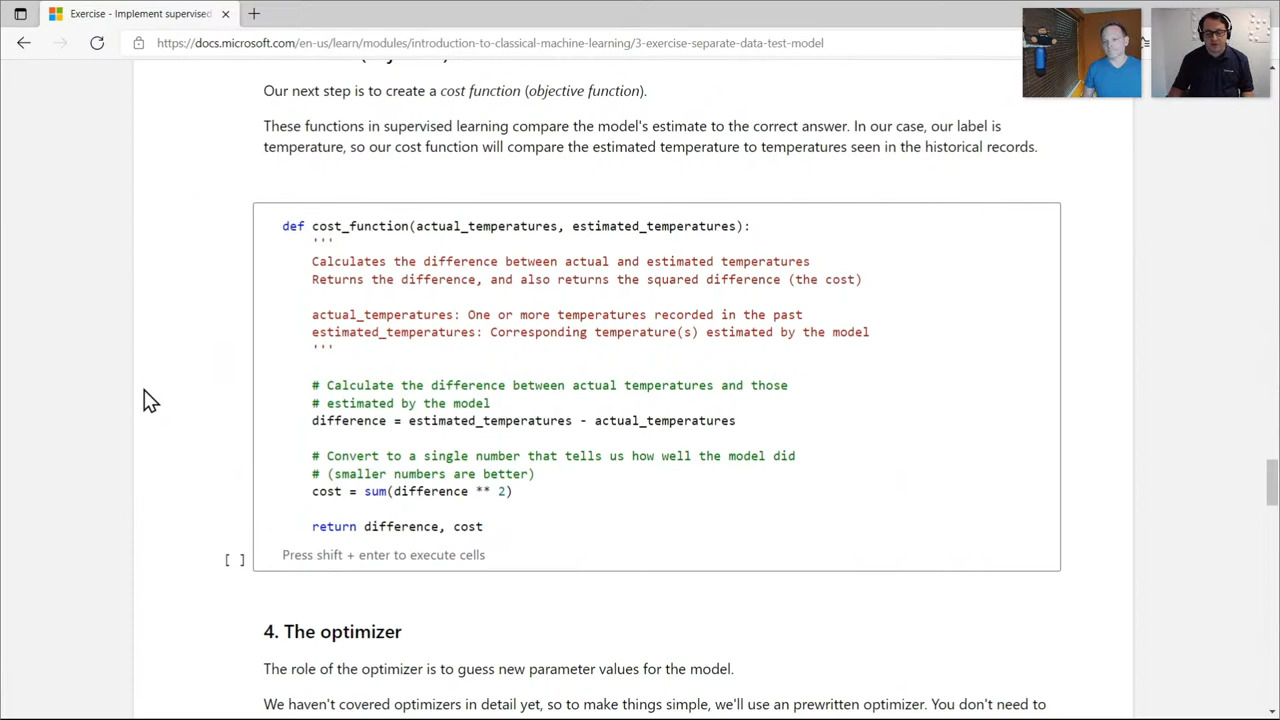 Exercise - Implement supervised
https://docs.microsoft.com/en-us/learn/modules/introduction-to-classical-machine-learning/3-exercise-separate-data-test-model
Our next step is to create a cost function (objective function).
These functions in supervised learning compare the model's estimate to the correct answer. In our case, our label is
temperature, so our cost function will compare the estimated temperature to temperatures seen in the historical records.
def cost_function(actual_temperatures, estimated_temperatures):
'''
Calculates the difference between actual and estimated temperatures
Returns the difference, and also returns the squared difference (the cost)
actual_temperatures: One or more temperatures recorded in the past
estimated_temperatures: Corresponding temperature(s) estimated by the model
'''
# Calculate the difference between actual temperatures and those
# estimated by the model
difference = estimated_temperatures - actual_temperatures
# Convert to a single number that tells us how well the model did
# (smaller numbers are better)
cost = sum(difference ** 2)
return difference, cost
Press shift + enter to execute cells
[ ]
4. The optimizer
The role of the optimizer is to guess new parameter values for the model.
We haven't covered optimizers in detail yet, so to make things simple, we'll use an prewritten optimizer. You don't need to